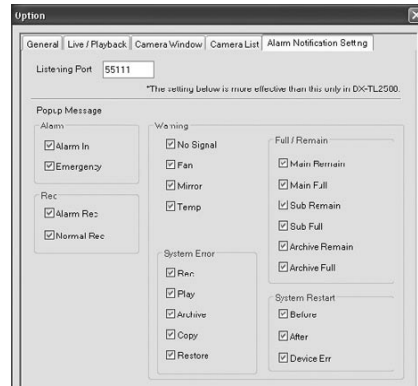 Option
General
Live / Playback
Camera Window
Camera List
Alarm Notification Setting
Listening Port 55111
*The setting below is more effective than this only in DX-TL2500.
Popup Message
Alarm
Alarm In
Emergency
Rec
Alarm Rec
Normal Rec
Warning
No Signal
Fan
Mirror
Temp
System Error
Rec
Play
Archive
Copy
Restore
Full / Remain
Main Remain
Main Full
Sub Remain
Sub Full
Archive Remain
Archive Full
System Restart
Before
After
Device Err